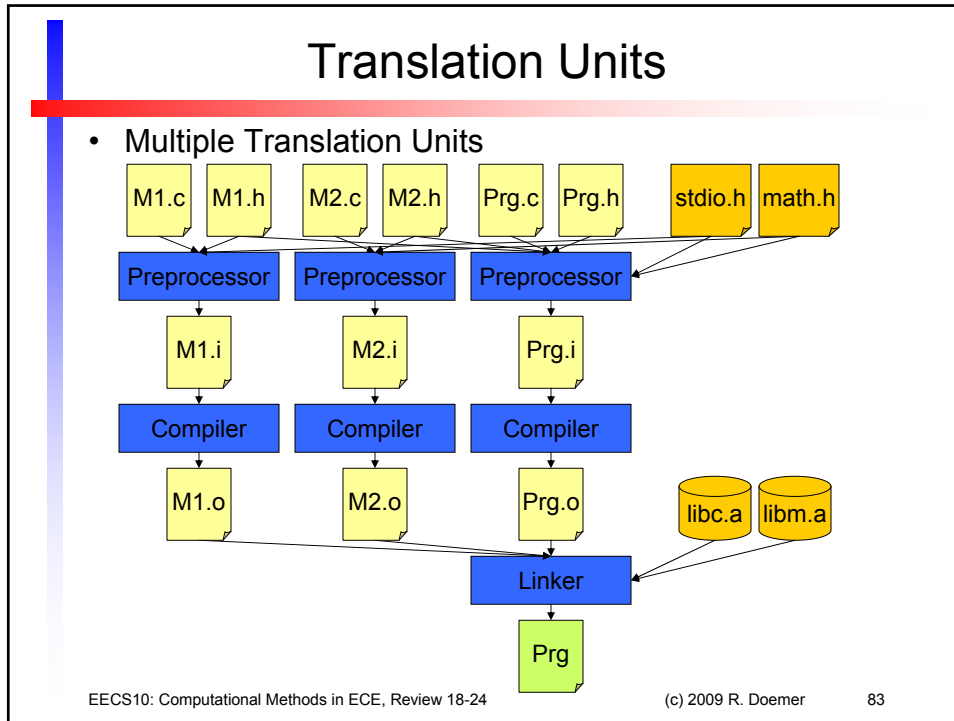 Translation Units
• Multiple Translation Units
M1.c M1.h M2.c M2.h Prg.c Prg.h stdio.h math.h
Preprocessor Preprocessor Preprocessor
M1.i M2.i Prg.i
Compiler Compiler Compiler
M1.o M2.o Prg.o libc.a libm.a
Linker
Prg
EECS10: Computational Methods in ECE, Review 18-24 (c) 2009 R. Doemer 83